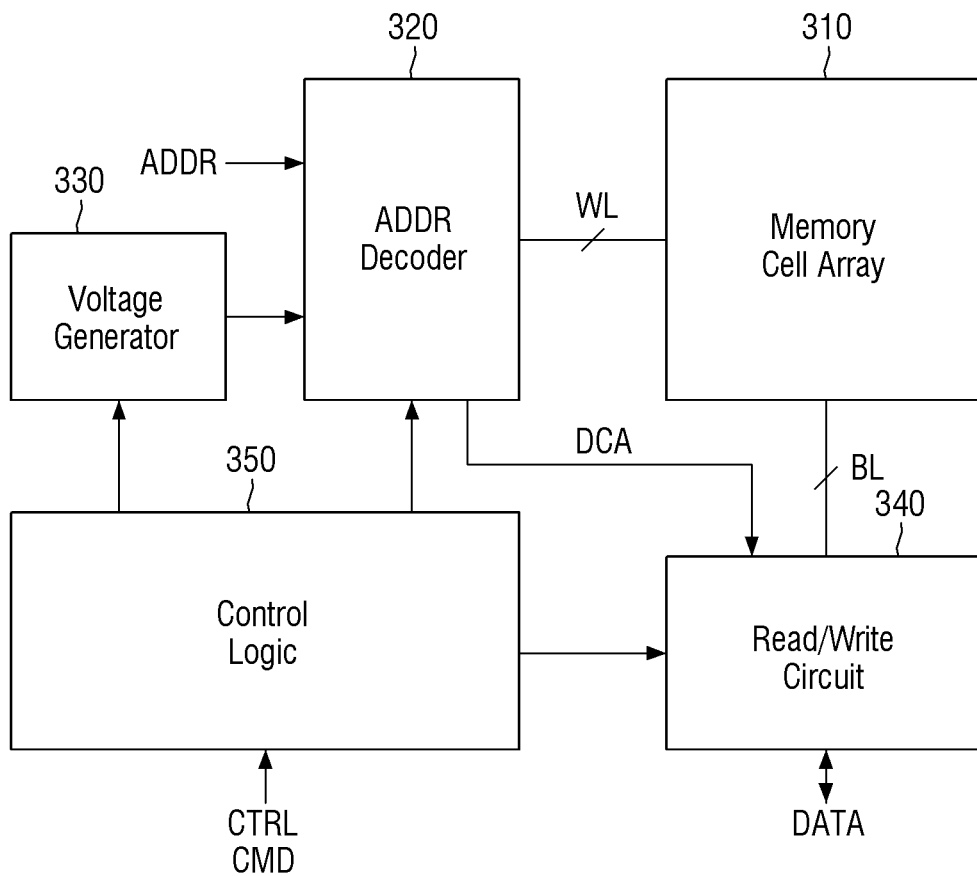 320
310
ADDR
330
ADDR
Decoder
WL
Memory
Cell Array
Voltage
Generator
DCA
350
BL
340
Control
Logic
Read/Write
Circuit
CTRL
CMD
DATA